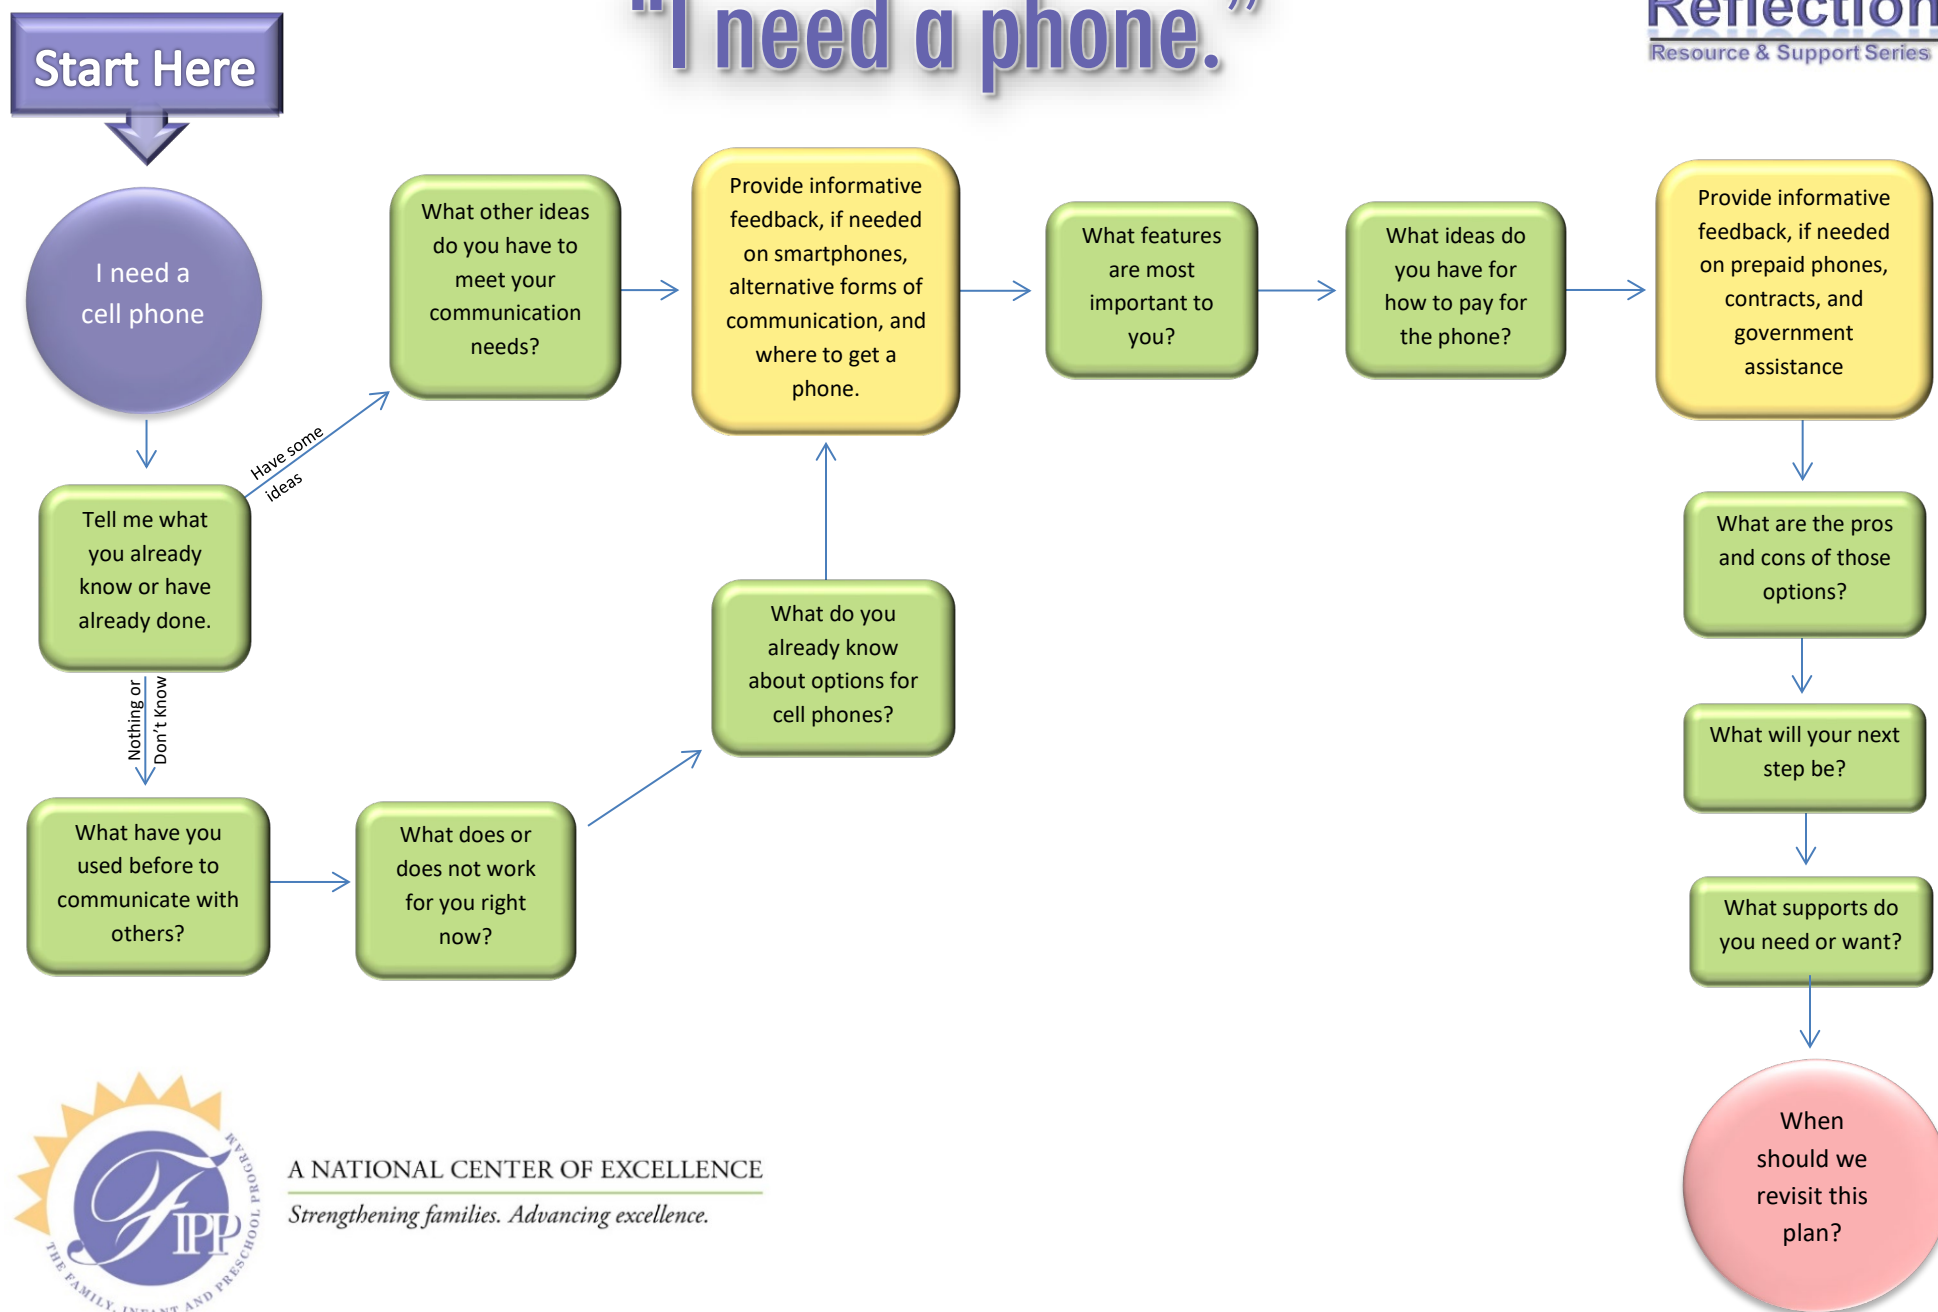 "I need a phone."
Reflection
Resource & Support Series
Start Here
I need a
cell phone
Tell me what
you already
know or have
already done.
Have some
ideas
What other ideas
do you have to
meet your
communication
needs?
Nothing or
Don't Know
What have you
used before to
communicate with
others?
What does or
does not work
for you right
now?
What do you
already know
about options for
cell phones?
Provide informative
feedback, if needed
on smartphones,
alternative forms of
communication, and
where to get a
phone.
What features
are most
important to
you?
What ideas do
you have for
how to pay for
the phone?
Provide informative
feedback, if needed
on prepaid phones,
contracts, and
government
assistance
What are the pros
and cons of those
options?
What will your next
step be?
What supports do
you need or want?
When
should we
revisit this
plan?
FIPP
THE FAMILY, INFANT AND PRESCHOOL PROGRAM
A NATIONAL CENTER OF EXCELLENCE
Strengthening families. Advancing excellence.